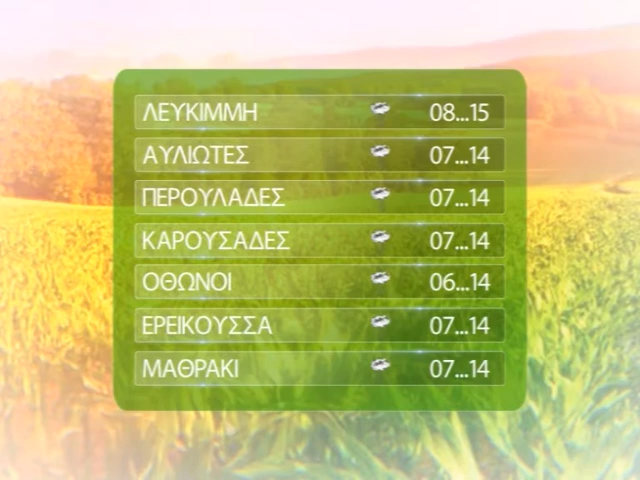 ΛΕΥΚΙΜΜΗ 08...15
ΑΥΛΙΩΤΕΣ 07...14
ΠΕΡΟΥΛΑΔΕΣ 07...14
ΚΑΡΟΥΣΑΔΕΣ 07...14
ΟΘΩΝΟΙ 06...14
ΕΡΕΙΚΟΥΣΣΑ 07...14
ΜΑΘΡΑΚΙ 07...14